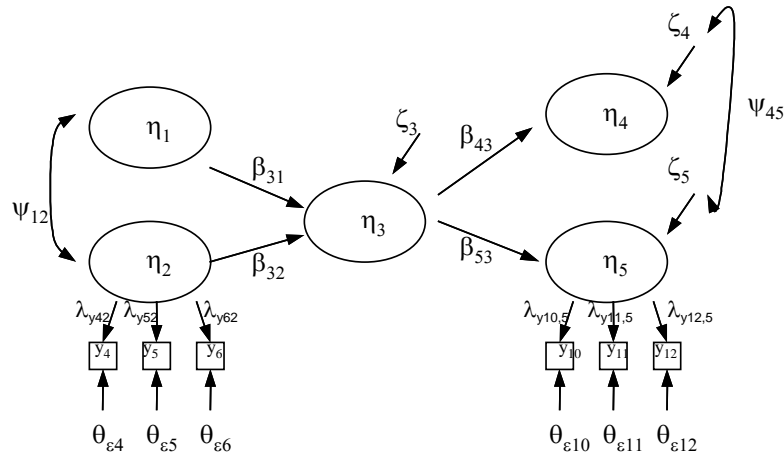 ζ4
η1
η4
ψ45
ζ3
β43
β31
ζ5
ψ12
η3
η2
β32
β53
η5
λy42 λy52 λy62
λy10,5 λy11,5 λy12,5
y4 y5 y6
y10 y11 y12
θε4 θε5 θε6
θε10 θε11 θε12